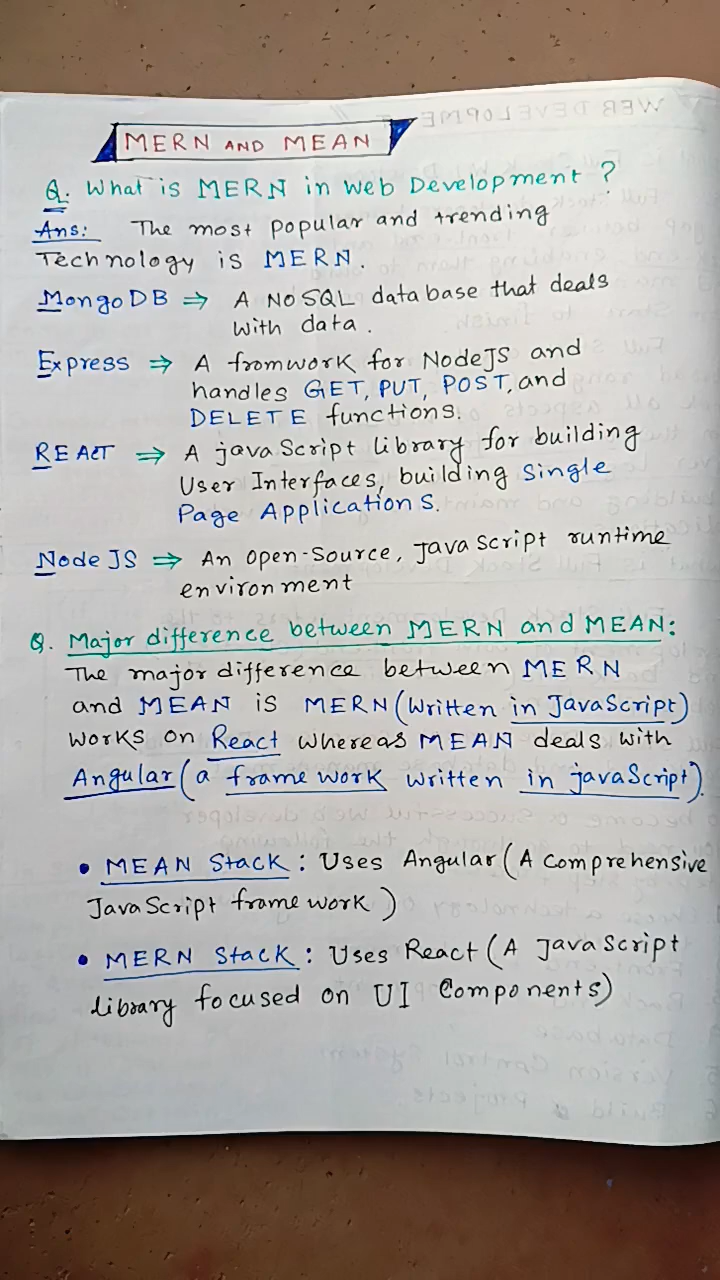 MERN AND MEAN
WEB DEVELOPME
Q. What is MERN in Web Development ?
Ans: The most popular and trending
Technology is MERN.
MongoDB ⇒ A NOSQL database that deals
with data.
Express ⇒ A fromwork for NodeJS and
handles GET, PUT, POST, and
DELETE functions.
REACT ⇒ A javaScript library for building
User Interfaces, building Single
Page Applications.
Node JS ⇒ An open-source, JavaScript runtime
environment
Q. Major difference between MERN and MEAN:
The major difference between MERN
and MEAN is MERN (Written in JavaScript)
works on React whereas MEAN deals with
Angular (a framework written in javaScript).
• MEAN Stack : Uses Angular (A Comprehensive
JavaScript framework)
• MERN Stack : Uses React (A JavaScript
library focused on UI Components)